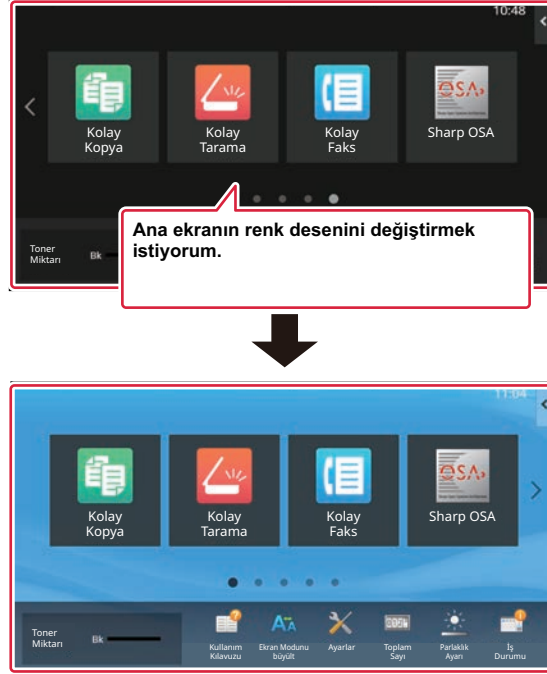 10:48
OSA
Kolay
Kopya
Kolay
Tarama
Kolay
Faks
Sharp OSA
Toner
Miktarı
Bk
Ana ekranın renk desenini değiştirmek
istiyorum.
11:04
OSA
Kolay
Kopya
Kolay
Tarama
Kolay
Faks
Sharp OSA
Toner
Miktarı
Bk
Kullanım
Kılavuzu
Ekran Modunu
büyült
Ayarlar
Toplam
Sayı
Parlaklık
Ayarı
İş
Durumu